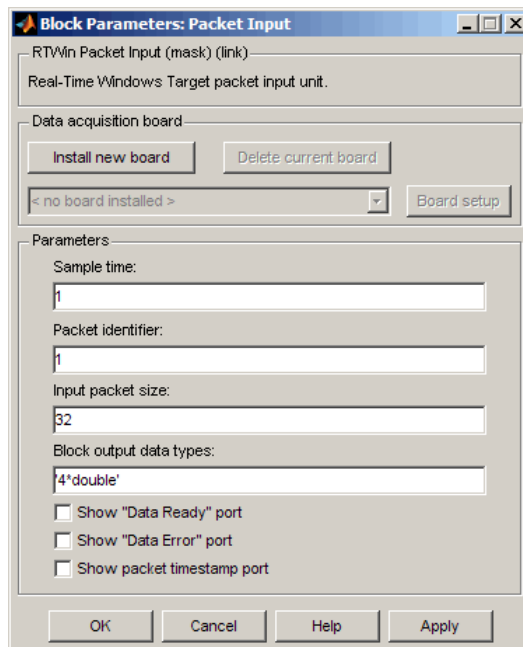 Block Parameters: Packet Input
RTWin Packet Input (mask) (link)
Real-Time Windows Target packet input unit.
Data acquisition board
Install new board
Delete current board
< no board installed >
Board setup
Parameters
Sample time:
1
Packet identifier:
1
Input packet size:
32
Block output data types:
'4*double'
Show "Data Ready" port
Show "Data Error" port
Show packet timestamp port
OK
Cancel
Help
Apply